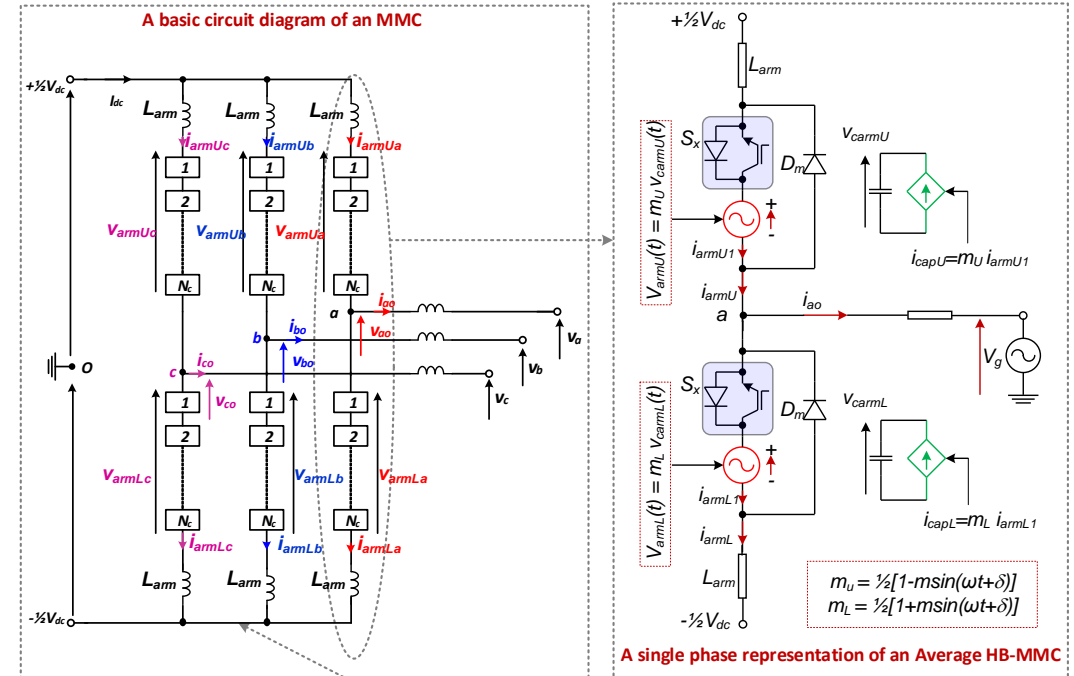 A basic circuit diagram of an MMC
+½Vdc
Idc
Larm
Larm
Larm
iarmUc
iarmUb
iarmUa
1
1
1
2
2
2
varmUc
varmUb
varmUa
Nc
Nc
Nc
a
iao
va
b
ibo
vao
vb
O
c
ico
vbo
vc
vco
1
1
1
2
2
2
varmLc
varmLb
varmLa
Nc
Nc
Nc
iarmLc
iarmLb
iarmLa
Larm
Larm
Larm
-½Vdc
+½Vdc
Larm
Sx
Dm
vcarmU
VarmU(t) = mU vcarmU(t)
+
-
iarmU1
icapU=mU iarmU1
iarmU
a
iao
Vg
Sx
Dm
vcarmL
VarmL(t) = mL vcarmL(t)
+
-
iarmL1
icapL=mL iarmL1
iarmL
Larm
-½Vdc
mu = ½[1-msin(ωt+δ)]
mL = ½[1+msin(ωt+δ)]
A single phase representation of an Average HB-MMC